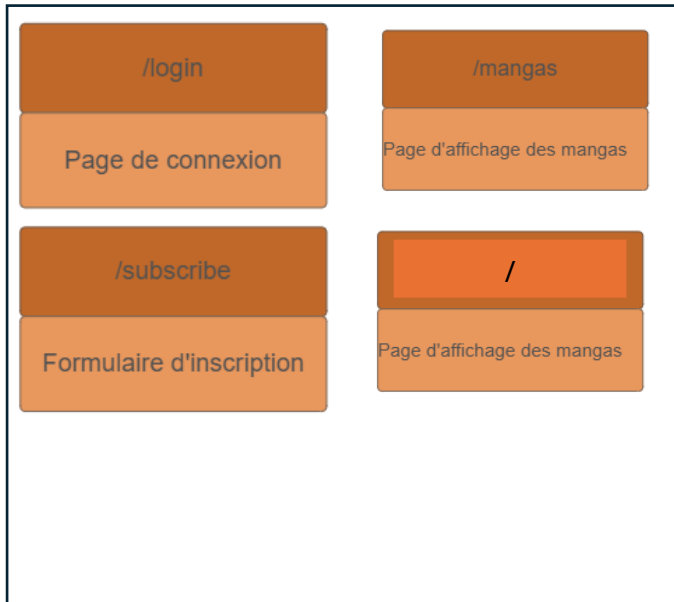 /login
Page de connexion
/mangas
Page d'affichage des mangas
/subscribe
Formulaire d'inscription
/
Page d'affichage des mangas